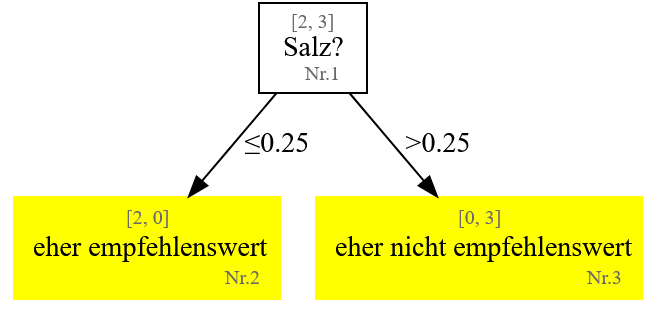 [2, 3]
Salz?
Nr.1
≤0.25
>0.25
[2, 0]
eher empfehlenswert
Nr.2
[0, 3]
eher nicht empfehlenswert
Nr.3